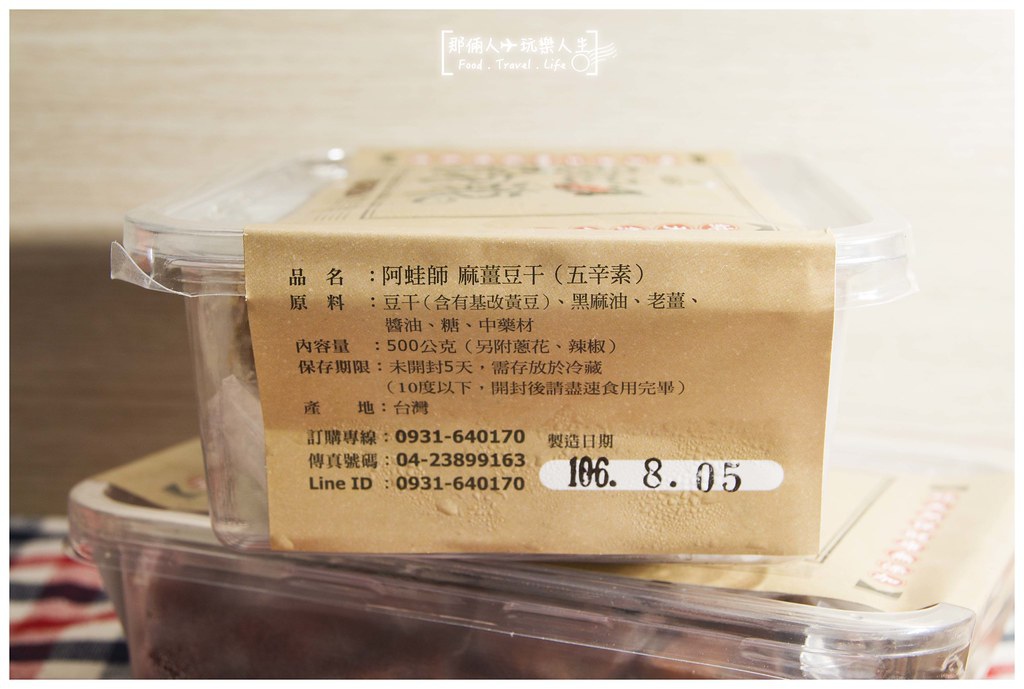 那倆人✈玩樂人生
Food . Travel . Life
品 名 ：阿蛙師 麻薑豆干（五辛素）
原 料 ：豆干（含有基改黃豆）、黑麻油、老薑、
醬油、糖、中藥材
內容量 ：500公克（另附蔥花、辣椒）
保存期限：未開封5天，需存放於冷藏
（10度以下，開封後請盡速食用完畢）
產 地：台灣
訂購專線：0931-640170
傳真號碼：04-23899163
Line ID ：0931-640170
製造日期
106. 8. 05